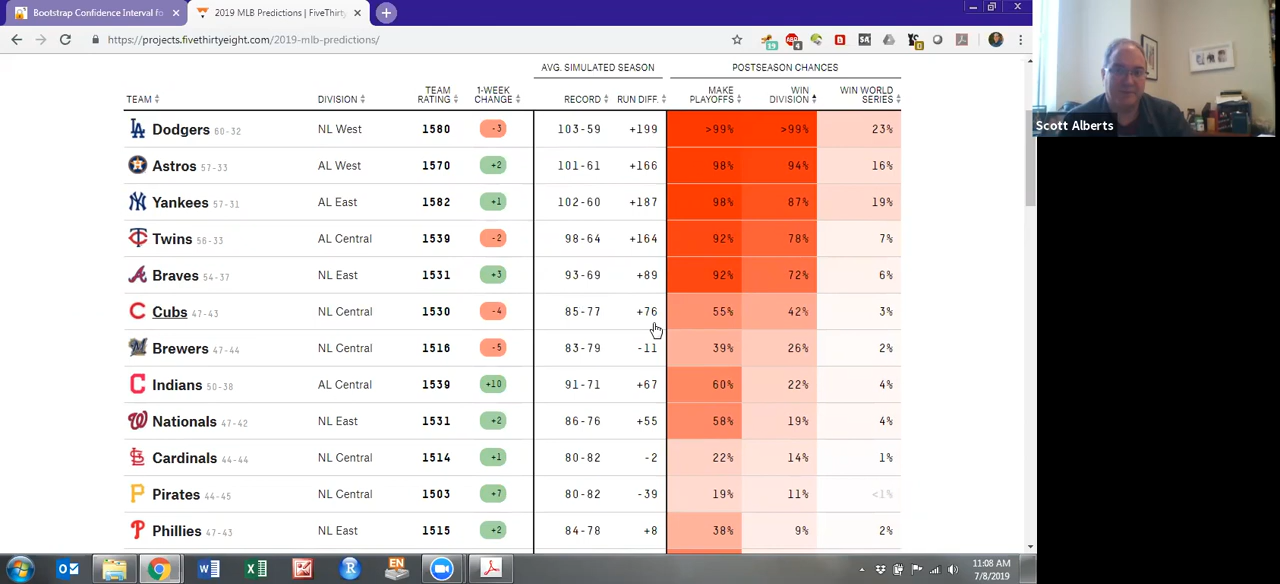 Bootstrap Confidence Interval fo
2019 MLB Predictions | FiveThirty
https://projects.fivethirtyeight.com/2019-mlb-predictions/
Scott Alberts
AVG. SIMULATED SEASON POSTSEASON CHANCES
TEAM DIVISION TEAM RATING 1-WEEK CHANGE RECORD RUN DIFF. MAKE PLAYOFFS WIN DIVISION WIN WORLD SERIES
Dodgers 60-32 NL West 1580 -3 103-59 +199 >99% >99% 23%
Astros 57-33 AL West 1570 +2 101-61 +166 98% 94% 16%
Yankees 57-31 AL East 1582 +1 102-60 +187 98% 87% 19%
Twins 56-33 AL Central 1539 -2 98-64 +164 92% 78% 7%
Braves 54-37 NL East 1531 +3 93-69 +89 92% 72% 6%
Cubs 47-43 NL Central 1530 -4 85-77 +76 55% 42% 3%
Brewers 47-44 NL Central 1516 -5 83-79 -11 39% 26% 2%
Indians 50-38 AL Central 1539 +10 91-71 +67 60% 22% 4%
Nationals 47-42 NL East 1531 +2 86-76 +55 58% 19% 4%
Cardinals 44-44 NL Central 1514 +1 80-82 -2 22% 14% 1%
Pirates 44-45 NL Central 1503 +7 80-82 -39 19% 11% <1%
Phillies 47-43 NL East 1515 +2 84-78 +8 38% 9% 2%
11:08 AM
7/8/2019